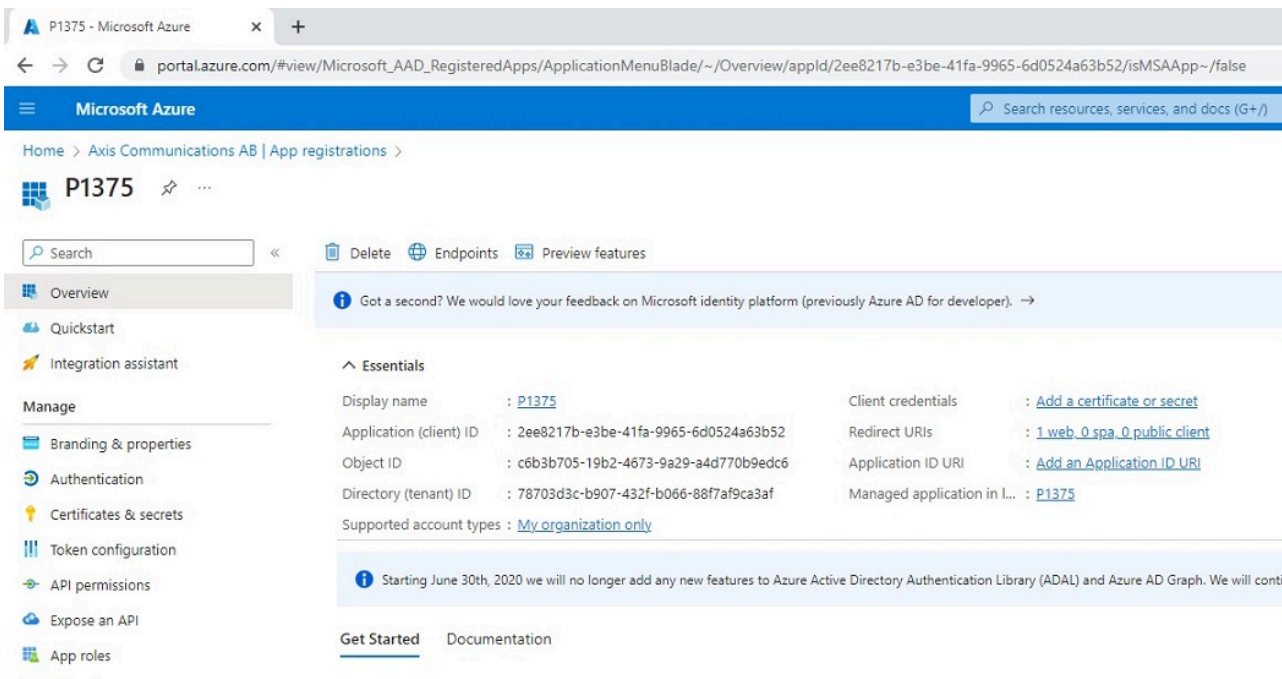 P1375 - Microsoft Azure
portal.azure.com/#view/Microsoft_AAD_RegisteredApps/ApplicationMenuBlade/~/Overview/appId/2ee8217b-e3be-41fa-9965-6d0524a63b52/isMSAApp~/false
Microsoft Azure
Search resources, services, and docs (G+/)
Home > Axis Communications AB | App registrations >
P1375
Search
Delete Endpoints Preview features
Overview
Got a second? We would love your feedback on Microsoft identity platform (previously Azure AD for developer). →
Quickstart
Integration assistant
Essentials
Manage
Display name : P1375 Client credentials : Add a certificate or secret
Application (client) ID : 2ee8217b-e3be-41fa-9965-6d0524a63b52 Redirect URIs : 1 web, 0 spa, 0 public client
Branding & properties
Object ID : c6b3b705-19b2-4673-9a29-a4d770b9edc6 Application ID URI : Add an Application ID URI
Authentication
Directory (tenant) ID : 78703d3c-b907-432f-b066-88f7af9ca3af Managed application in l... : P1375
Certificates & secrets
Supported account types : My organization only
Token configuration
API permissions
Starting June 30th, 2020 we will no longer add any new features to Azure Active Directory Authentication Library (ADAL) and Azure AD Graph. We will conti
Expose an API
Get Started Documentation
App roles